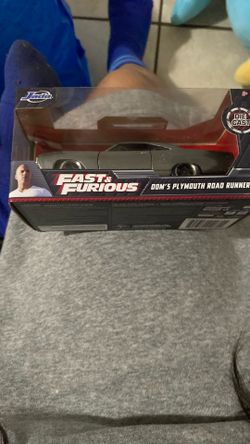 Jada
DIE
CAST
FAST & FURIOUS
DOM'S PLYMOUTH ROAD RUNNER